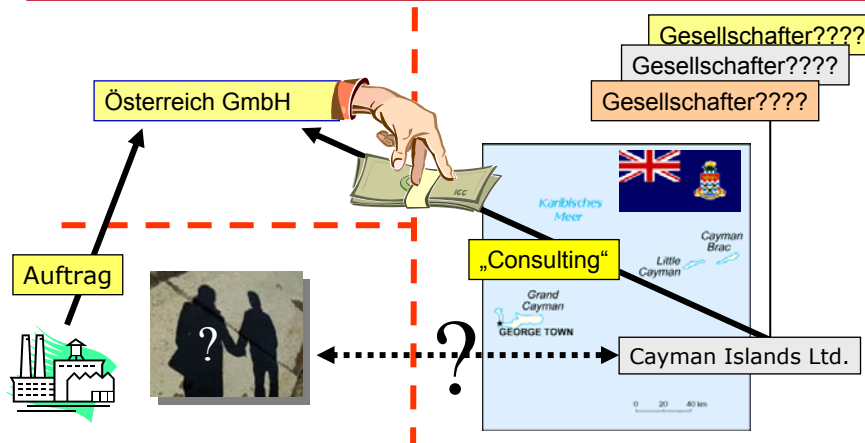 Gesellschafter????
Gesellschafter????
Gesellschafter????
Österreich GmbH
ICC
Karibisches
Meer
Cayman
Brac
Little
Cayman
„Consulting“
Auftrag
Grand
Cayman
GEORGE TOWN
?
?
Cayman Islands Ltd.
0 20 40 km